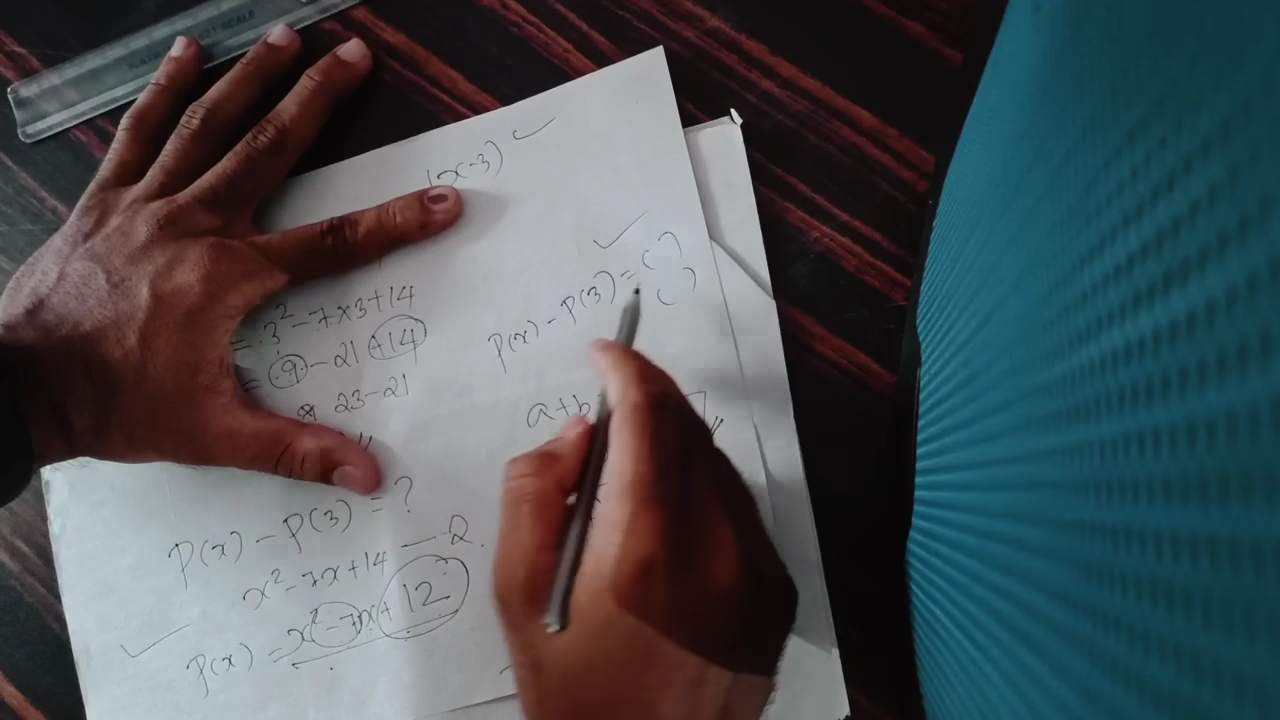 (x-3)
= 3²-7x3+14
= 9-21+14
23-21
P(x)-P(3)=?
x²-7x+14-2
P(x)=x²-7x+12
P(x)-P(3)=( )
( )
a+b